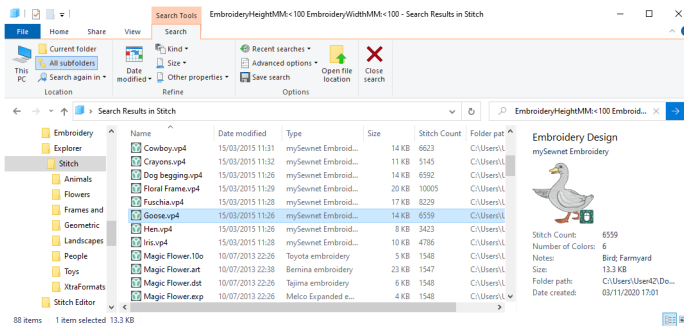 Search Tools
EmbroideryHeightMM:<100 EmbroideryWidthMM:<100 - Search Results in Stitch
File Home Share View Search
This PC
Current folder
All subfolders
Search again in
Location
Date modified
Kind
Size
Other properties
Refine
Recent searches
Advanced options
Save search
Options
Open file location
Close search
Search Results in Stitch
EmbroideryHeightMM:<100 Embroid...
Embroidery
Explorer
Stitch
Animals
Flowers
Frames and
Geometric
Landscapes
People
Toys
XtraFormats
Stitch Editor
Name Date modified Type Size Stitch Count Folder pat
Cowboy.vp4 15/03/2015 11:31 mySewnet Embroid... 14 KB 6623 C:\Users\L
Crayons.vp4 15/03/2015 11:32 mySewnet Embroid... 11 KB 5145 C:\Users\L
Dog begging.vp4 15/03/2015 11:26 mySewnet Embroid... 14 KB 6592 C:\Users\L
Floral Frame.vp4 15/03/2015 11:29 mySewnet Embroid... 20 KB 10005 C:\Users\L
Fuschia.vp4 15/03/2015 11:28 mySewnet Embroid... 17 KB 8229 C:\Users\L
Goose.vp4 15/03/2015 11:26 mySewnet Embroid... 14 KB 6559 C:\Users\L
Hen.vp4 15/03/2015 11:26 mySewnet Embroid... 8 KB 3423 C:\Users\L
Iris.vp4 15/03/2015 11:28 mySewnet Embroid... 10 KB 4786 C:\Users\L
Magic Flower.10o 10/07/2013 22:26 Toyota embroidery 5 KB 1548 C:\Users\L
Magic Flower.art 10/07/2013 22:38 Bernina embroidery 23 KB 1547 C:\Users\L
Magic Flower.dst 10/07/2013 22:26 Tajima embroidery 6 KB 1548 C:\Users\L
Magic Flower.exp 10/07/2013 22:26 Melco Expanded e... 4 KB 1548 C:\Users\L
Embroidery Design
mySewnet Embroidery
Stitch Count: 6559
Number of Colors: 6
Notes: Bird; Farmyard
Size: 13.3 KB
Folder path: C:\Users\User42\Do...
Date created: 03/11/2020 17:01
88 items 1 item selected 13.3 KB